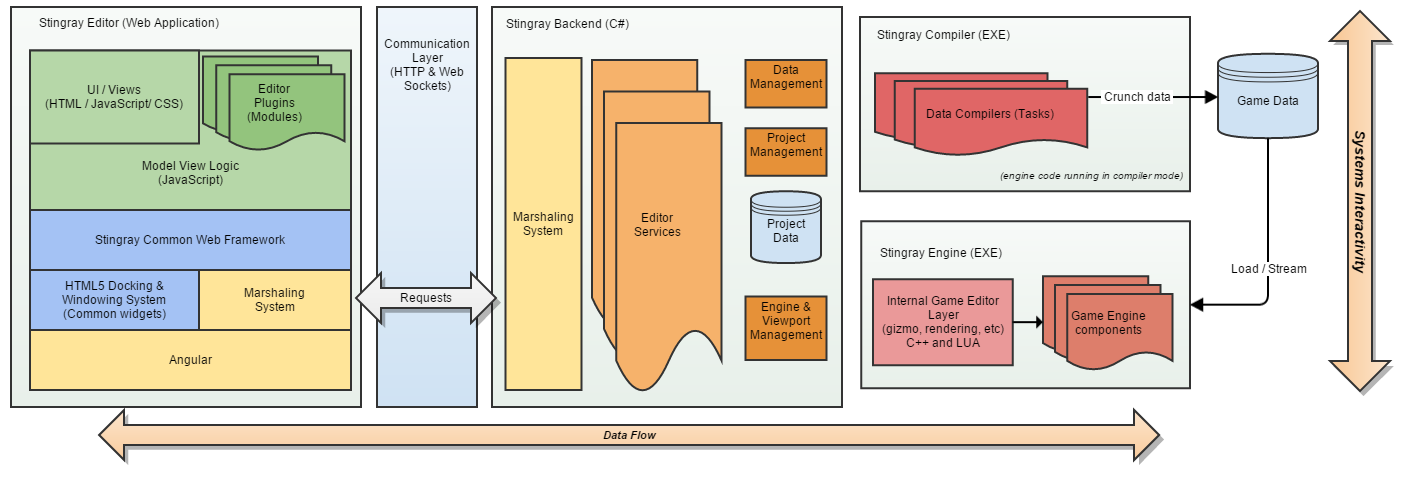 Stingray Editor (Web Application)
UI / Views
(HTML / JavaScript/ CSS)
Editor
Plugins
(Modules)
Model View Logic
(JavaScript)
Stingray Common Web Framework
HTML5 Docking &
Windowing System
(Common widgets)
Marshaling
System
Angular
Communication
Layer
(HTTP & Web
Sockets)
Requests
Stingray Backend (C#)
Marshaling
System
Editor
Services
Data
Management
Project
Management
Project
Data
Engine &
Viewport
Management
Stingray Compiler (EXE)
Data Compilers (Tasks)
(engine code running in compiler mode)
Crunch data
Game Data
Load / Stream
Stingray Engine (EXE)
Internal Game Editor
Layer
(gizmo, rendering, etc)
C++ and LUA
Game Engine
components
Systems Interactivity
Data Flow